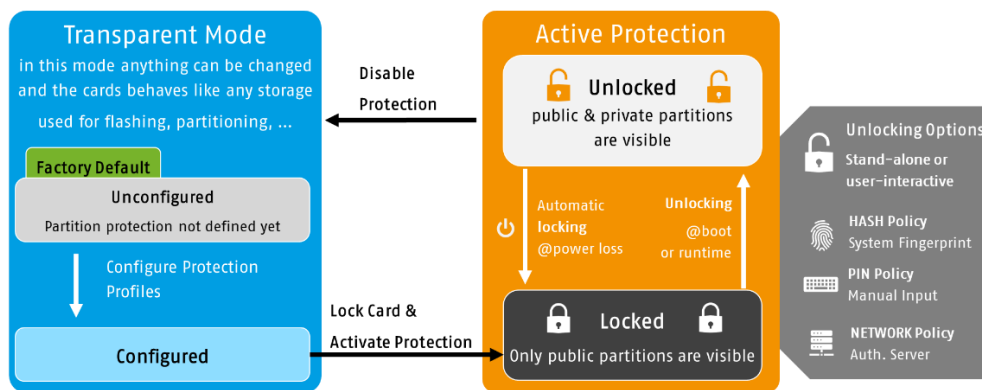 Transparent Mode
in this mode anything can be changed
and the cards behaves like any storage
used for flashing, partitioning, ...
Factory Default
Unconfigured
Partition protection not defined yet
Configure Protection
Profiles
Configured
Disable
Protection
Lock Card &
Activate Protection
Active Protection
Unlocked
public & private partitions
are visible
Automatic
locking
@power loss
Unlocking
@boot
or runtime
Locked
Only public partitions are visible
Unlocking Options
Stand-alone or
user-interactive
HASH Policy
System Fingerprint
PIN Policy
Manual Input
NETWORK Policy
Auth. Server